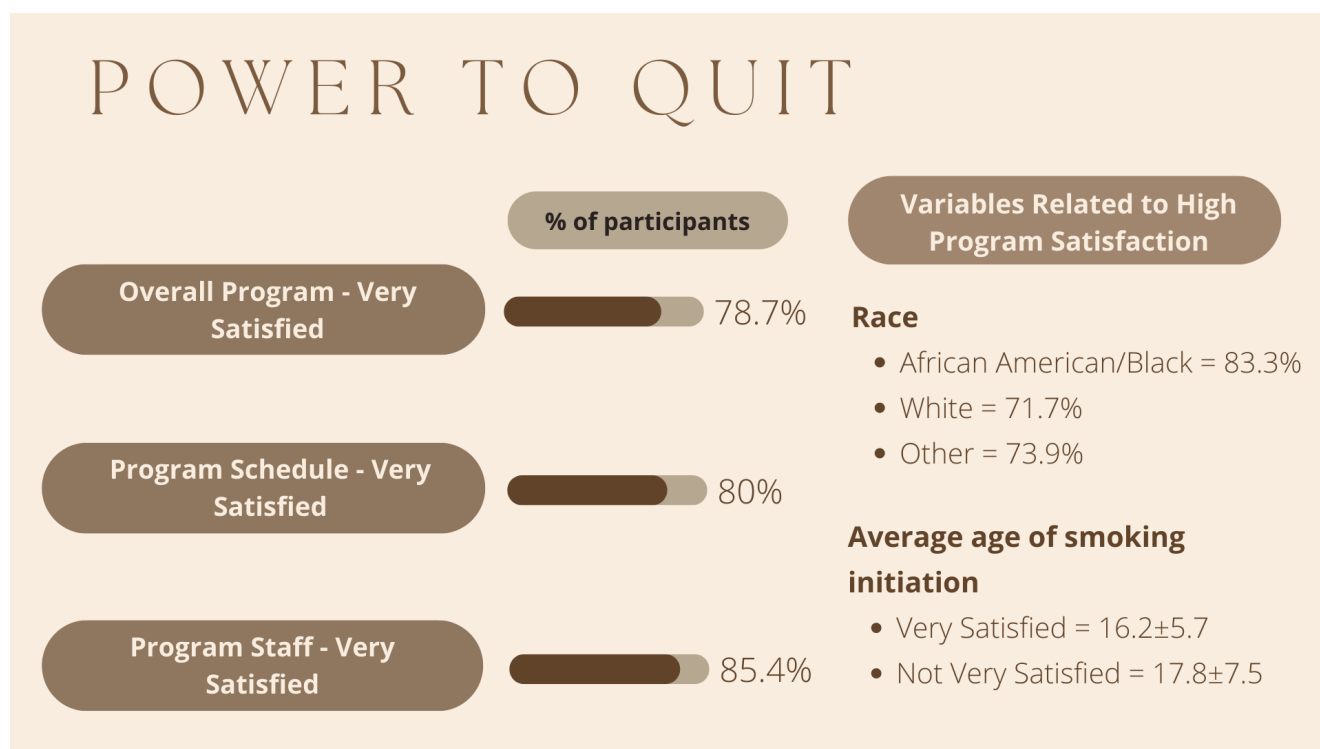 POWER TO QUIT
% of participants
Overall Program - Very
Satisfied
78.7%
Program Schedule - Very
Satisfied
80%
Program Staff - Very
Satisfied
85.4%
Variables Related to High
Program Satisfaction
Race
• African American/Black = 83.3%
• White = 71.7%
• Other = 73.9%
Average age of smoking
initiation
• Very Satisfied = 16.2±5.7
• Not Very Satisfied = 17.8±7.5